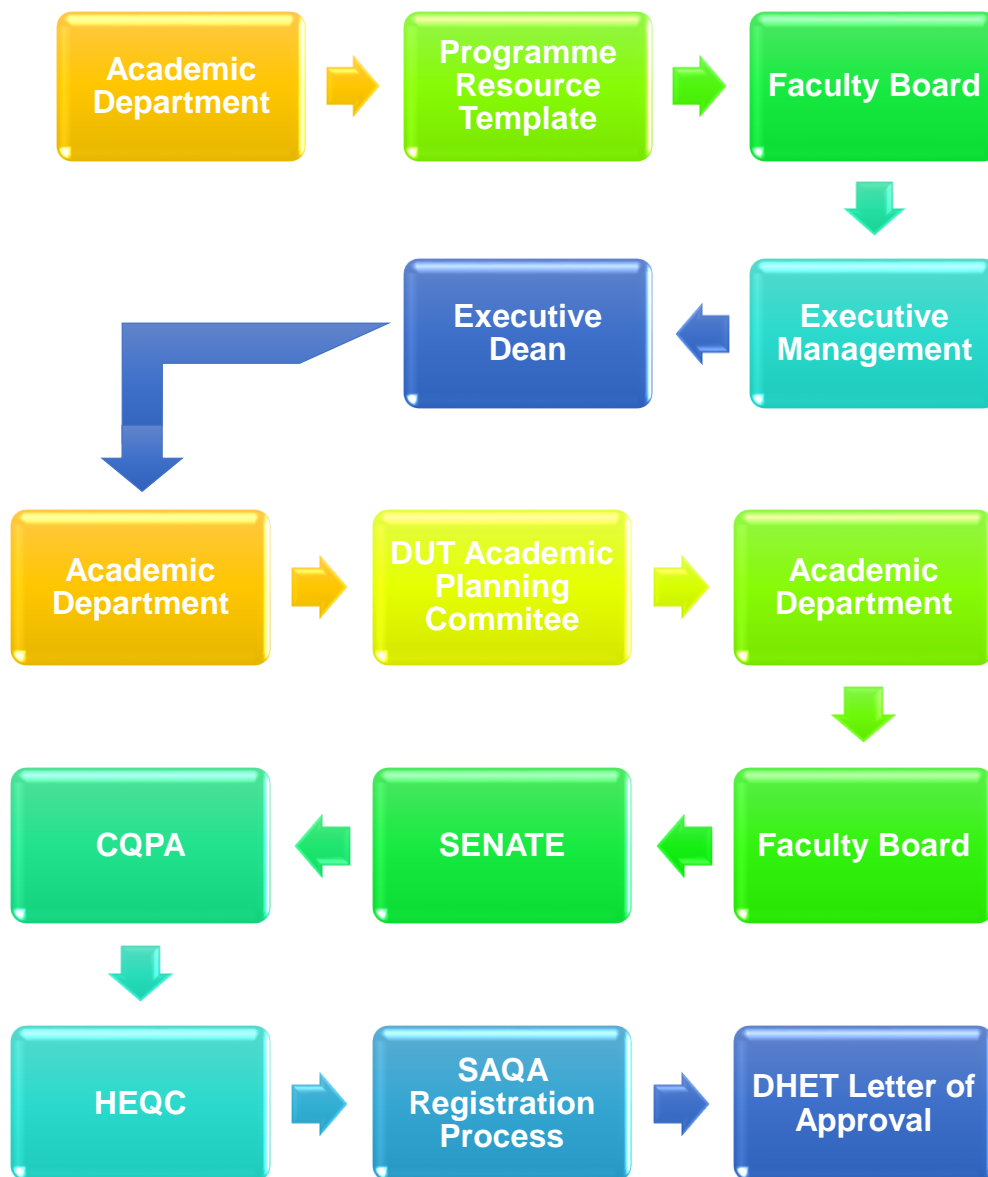 Academic
Department
Programme
Resource
Template
Faculty Board
Executive
Management
Executive
Dean
Academic
Department
DUT Academic
Planning
Commitee
Academic
Department
Faculty Board
SENATE
CQPA
HEQC
SAQA
Registration
Process
DHET Letter of
Approval